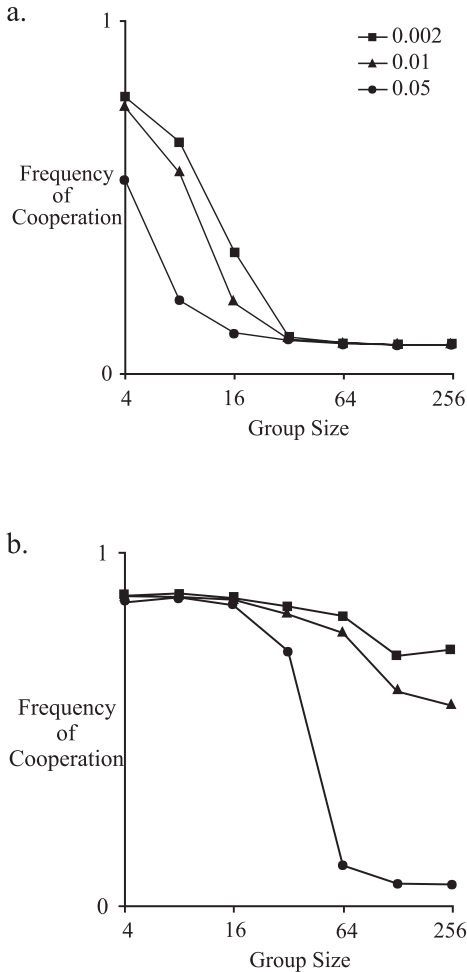 a.
1
0.002
0.01
0.05
Frequency
of
Cooperation
0
4 16 64 256
Group Size
b.
1
Frequency
of
Cooperation
0
4 16 64 256
Group Size